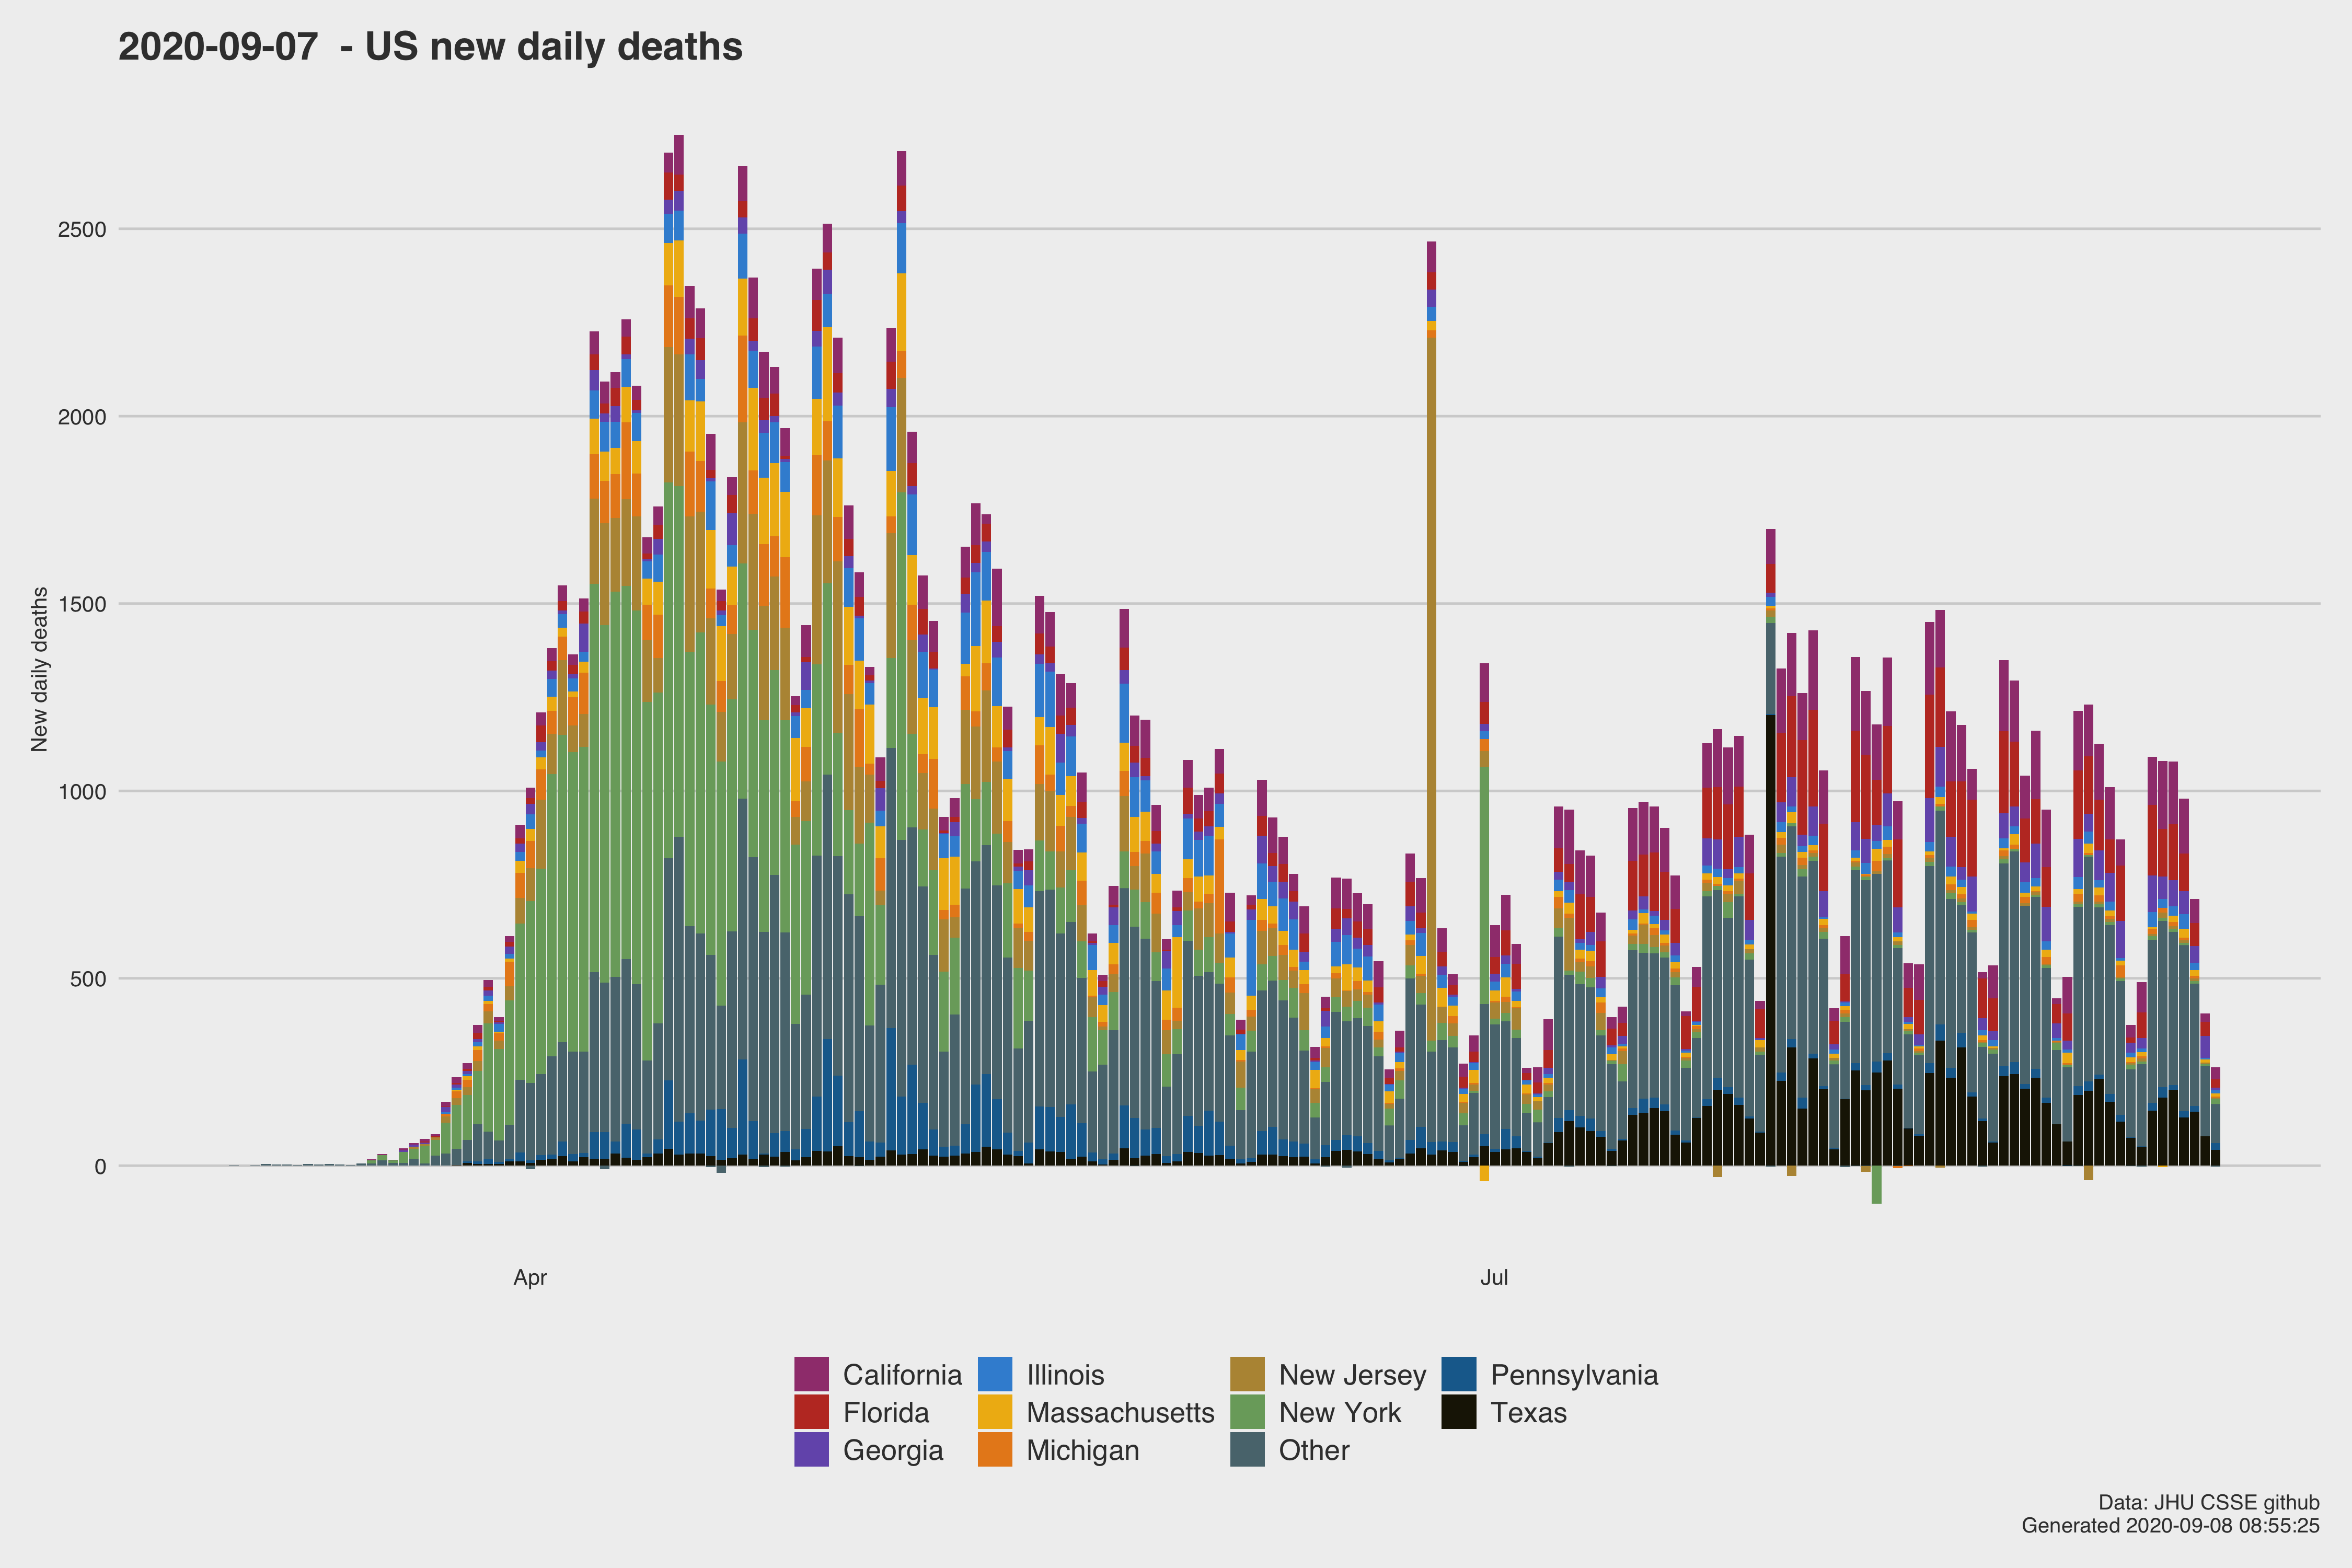 2020-09-07  - US new daily deaths
New daily deaths
2500
2000
1500
1000
500
0
Apr
Jul
California
Illinois
New Jersey
Pennsylvania
Florida
Massachusetts
New York
Texas
Georgia
Michigan
Other
Data: JHU CSSE github
Generated 2020-09-08 08:55:25